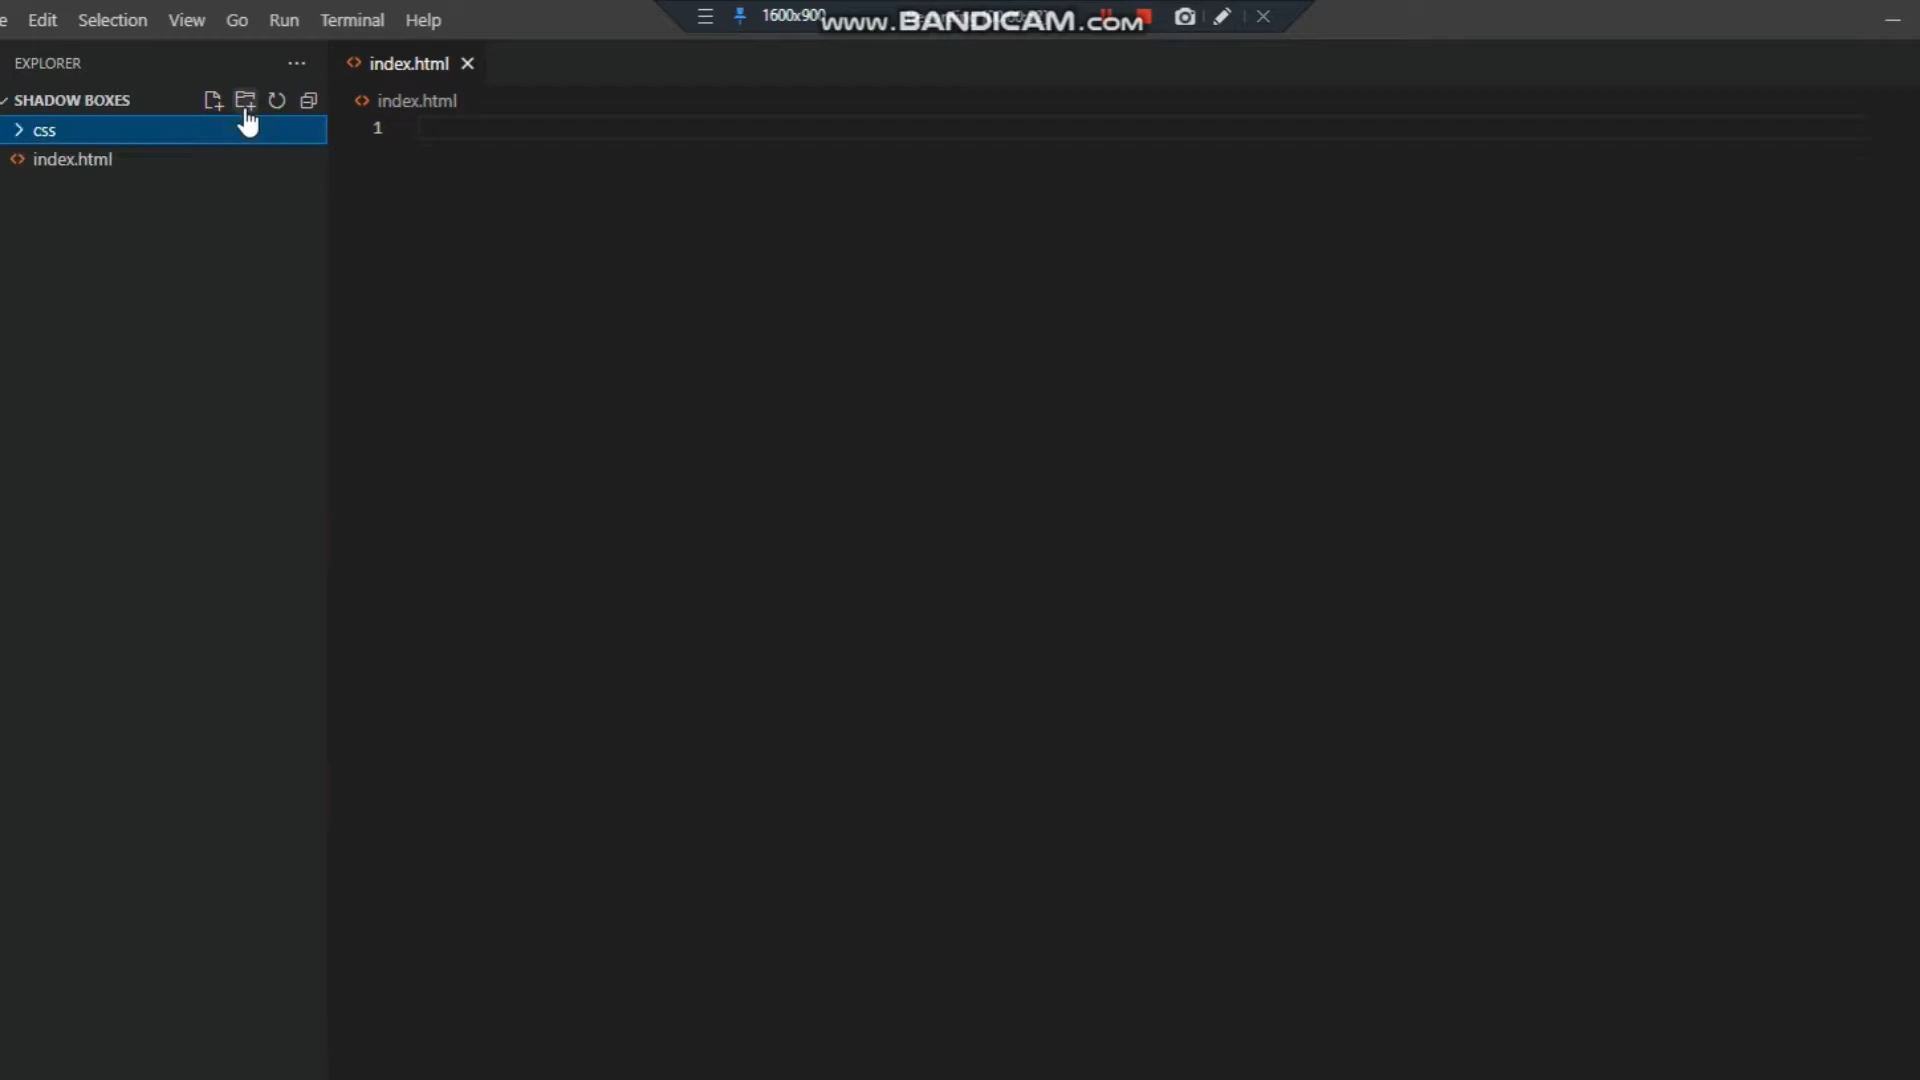 Edit Selection View Go Run Terminal Help
1600x900
www.BANDICAM.com
EXPLORER
index.html
SHADOW BOXES
index.html
css
1
index.html